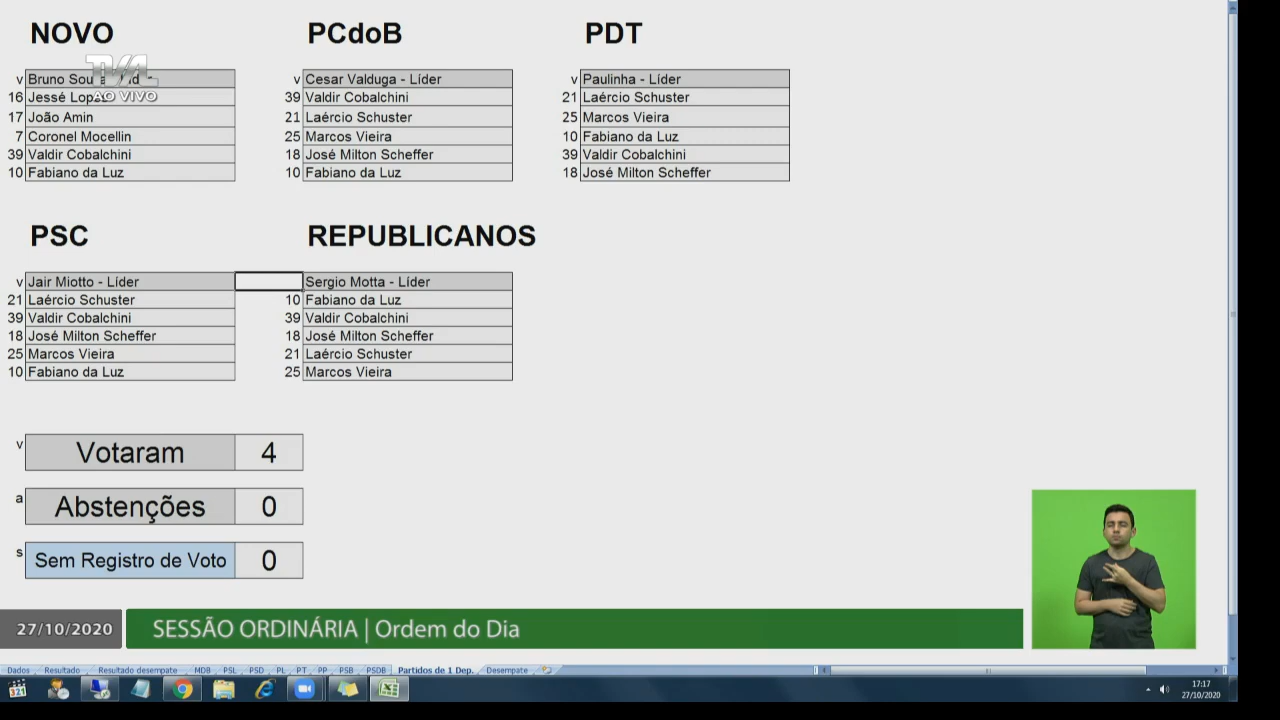 NOVO PCdoB PDT
TVAL
AO VIVO
v Bruno Sou
16 Jessé Lopes
17 João Amin
7 Coronel Mocellin
39 Valdir Cobalchini
10 Fabiano da Luz
v Cesar Valduga - Líder
39 Valdir Cobalchini
21 Laércio Schuster
25 Marcos Vieira
18 José Milton Scheffer
10 Fabiano da Luz
v Paulinha - Líder
21 Laércio Schuster
25 Marcos Vieira
10 Fabiano da Luz
39 Valdir Cobalchini
18 José Milton Scheffer
PSC REPUBLICANOS
v Jair Miotto - Líder
21 Laércio Schuster
39 Valdir Cobalchini
18 José Milton Scheffer
25 Marcos Vieira
10 Fabiano da Luz
Sergio Motta - Líder
10 Fabiano da Luz
39 Valdir Cobalchini
18 José Milton Scheffer
21 Laércio Schuster
25 Marcos Vieira
v Votaram 4
a Abstenções 0
s Sem Registro de Voto 0
27/10/2020 SESSÃO ORDINÁRIA | Ordem do Dia
Dados Resultado Resultado desempate MDB PSL PSD PL PT PP PSB PSDB Partidos de 1 Dep. Desempate
321
17:17
27/10/2020